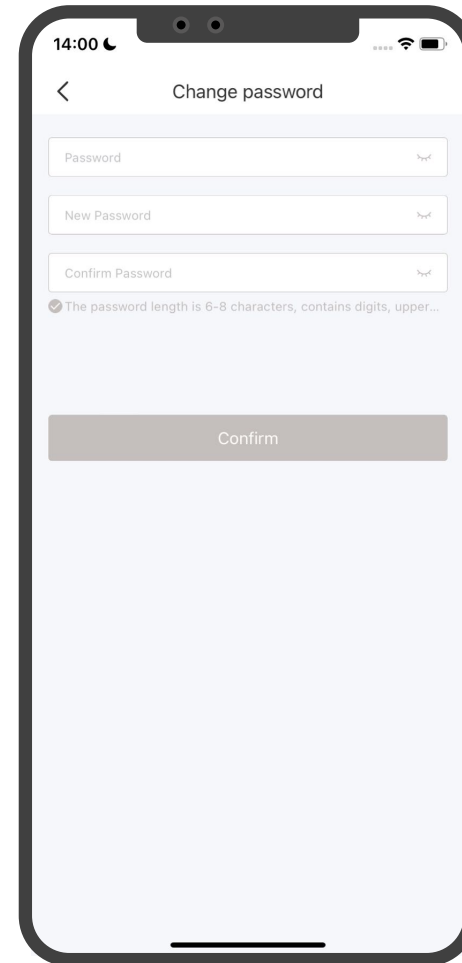 14:00
Change password
Password
New Password
Confirm Password
The password length is 6-8 characters, contains digits, upper...
Confirm